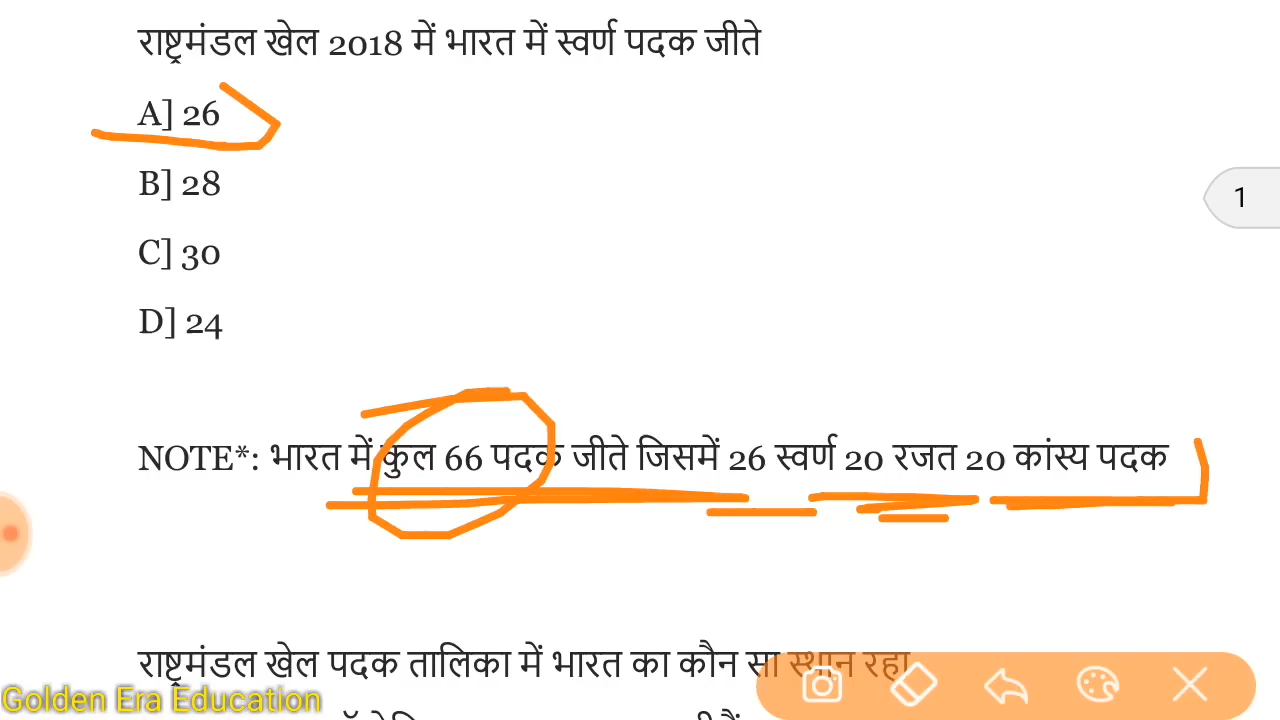 राष्ट्रमंडल खेल 2018 में भारत में स्वर्ण पदक जीते
A] 26
B] 28
1
C] 30
D] 24
NOTE*: भारत में कुल 66 पदक जीते जिसमें 26 स्वर्ण 20 रजत 20 कांस्य पदक
राष्ट्रमंडल खेल पदक तालिका में भारत का कौन सा स्थान रहा
Golden Era Education